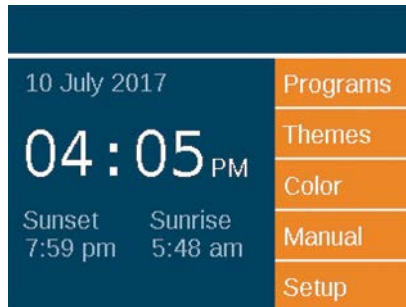 10 July 2017
04:05 PM
Sunset Sunrise
7:59 pm 5:48 am
Programs
Themes
Color
Manual
Setup